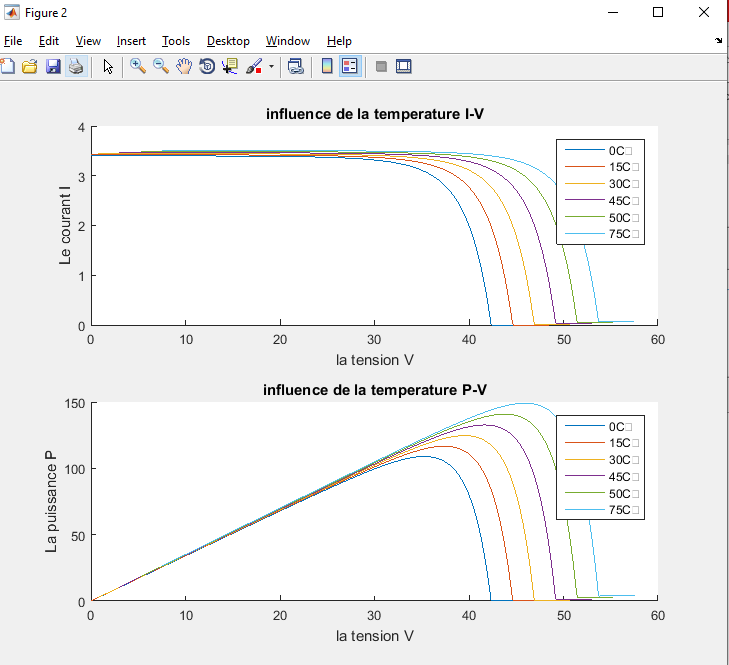 Figure 2
File Edit View Insert Tools Desktop Window Help
influence de la temperature I-V
Le courant I
4
3
2
1
0
0 10 20 30 40 50 60
la tension V
0C□
15C□
30C□
45C□
50C□
75C□
influence de la temperature P-V
La puissance P
150
100
50
0
0 10 20 30 40 50 60
la tension V
0C□
15C□
30C□
45C□
50C□
75C□